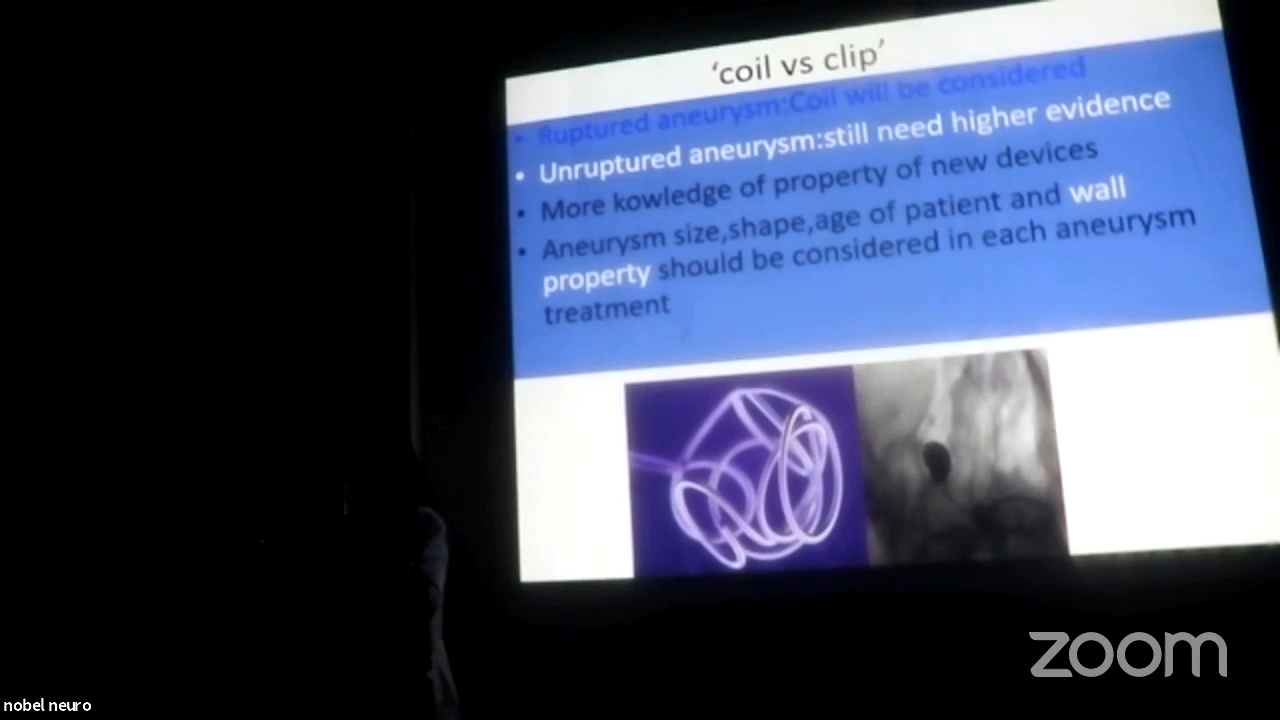 ‘coil vs clip’
• Ruptured aneurysm:Coil will be considered
• Unruptured aneurysm:still need higher evidence
• More kowledge of property of new devices
• Aneurysm size,shape,age of patient and wall
property should be considered in each aneurysm
treatment
zoom
nobel neuro